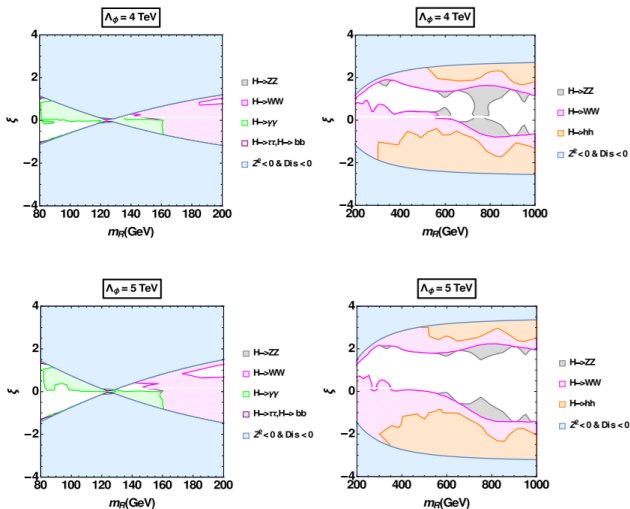 Λϕ = 4 TeV
4
2
0
−2
−4
ξ
80 100 120 140 160 180 200
mR(GeV)
H−>ZZ
H−>WW
H−>γγ
H−>ττ,H−> bb
Z²<0 & Dis<0
Λϕ = 4 TeV
4
2
0
−2
−4
ξ
200 400 600 800 1000
mR(GeV)
H−>ZZ
H−>WW
H−>hh
Z²<0 & Dis<0
Λϕ = 5 TeV
4
2
0
−2
−4
ξ
80 100 120 140 160 180 200
mR(GeV)
H−>ZZ
H−>WW
H−>γγ
H−>ττ,H−> bb
Z²<0 & Dis<0
Λϕ = 5 TeV
4
2
0
−2
−4
ξ
200 400 600 800 1000
mR(GeV)
H−>ZZ
H−>WW
H−>hh
Z²<0 & Dis<0